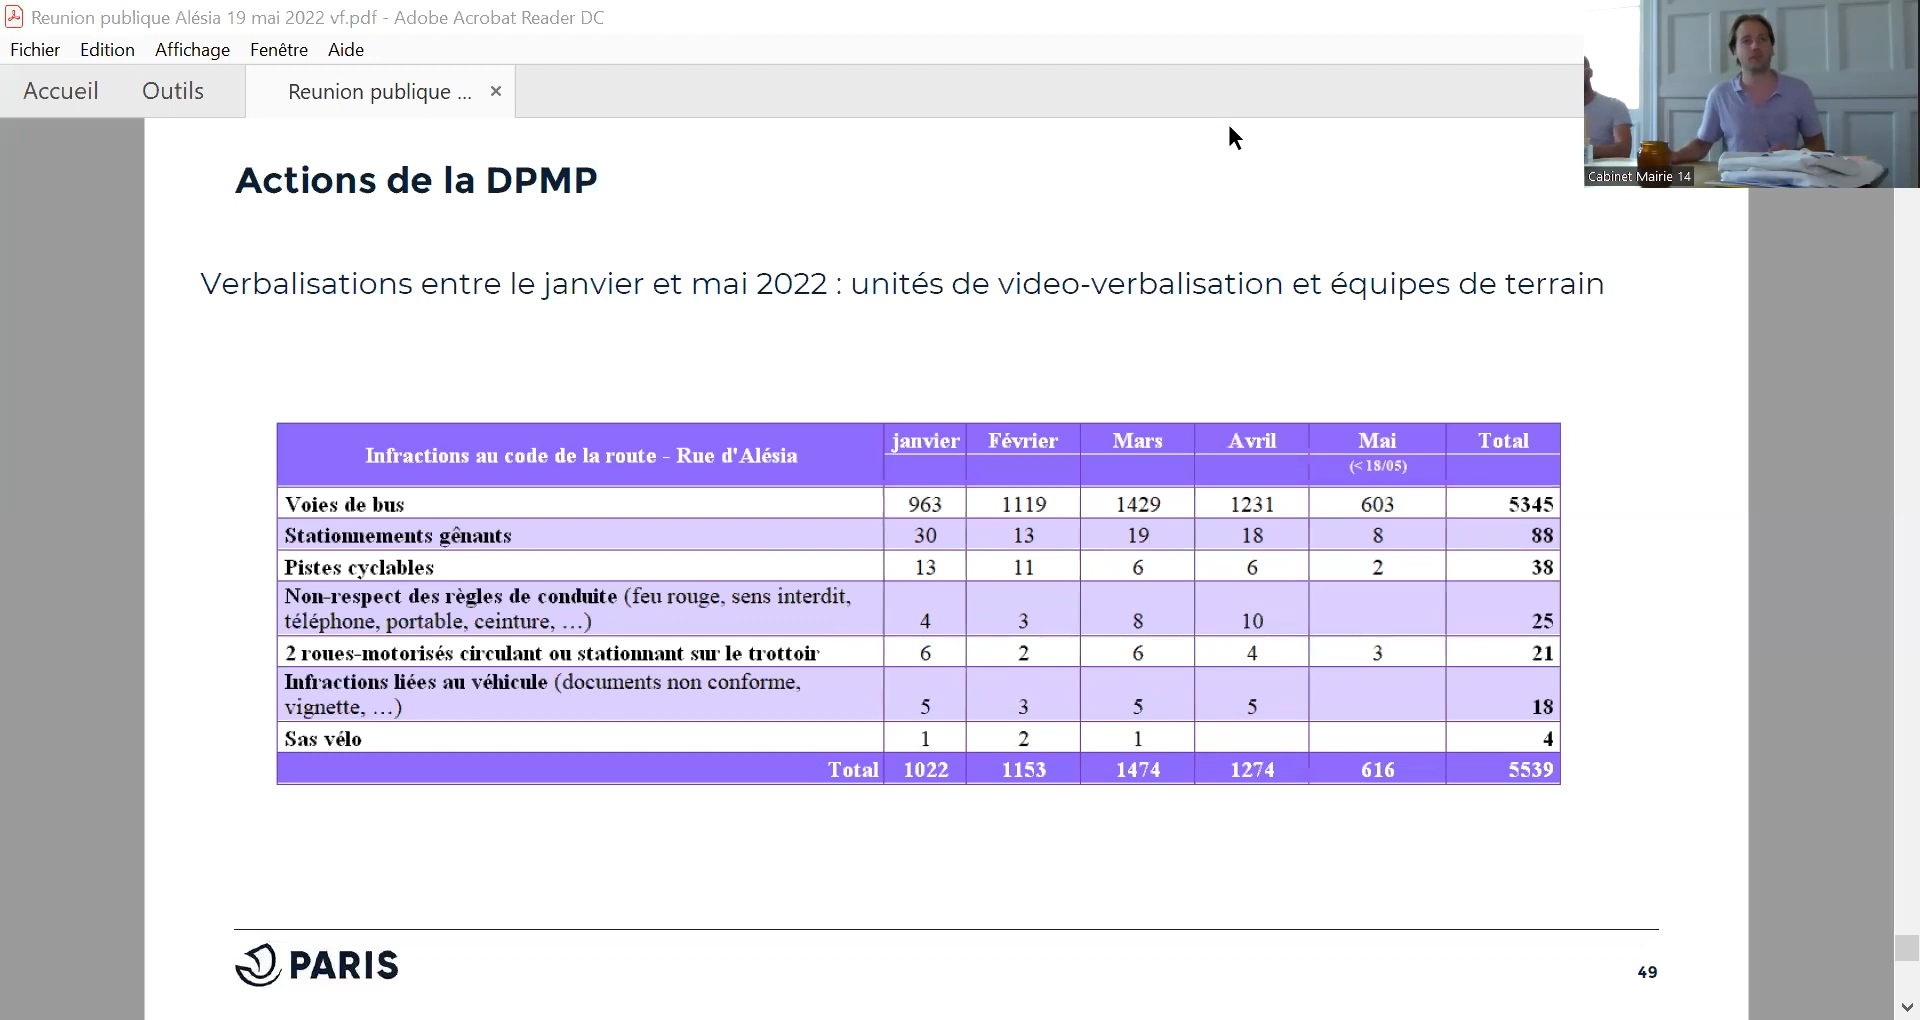 Reunion publique Alésia 19 mai 2022 vf.pdf - Adobe Acrobat Reader DC
Fichier Edition Affichage Fenêtre Aide
Accueil Outils Reunion publique ... ×
Cabinet Mairie 14
Actions de la DPMP
Verbalisations entre le janvier et mai 2022 : unités de video-verbalisation et équipes de terrain
Infractions au code de la route - Rue d'Alésia janvier Février Mars Avril Mai Total
(< 18/05)
Voies de bus 963 1119 1429 1231 603 5345
Stationnements gênants 30 13 19 18 8 88
Pistes cyclables 13 11 6 6 2 38
Non-respect des règles de conduite (feu rouge, sens interdit,
téléphone, portable, ceinture, …) 4 3 8 10 25
2 roues-motorisés circulant ou stationnant sur le trottoir 6 2 6 4 3 21
Infractions liées au véhicule (documents non conforme,
vignette, …) 5 3 5 5 18
Sas vélo 1 2 1 4
Total 1022 1153 1474 1274 616 5539
PARIS
49